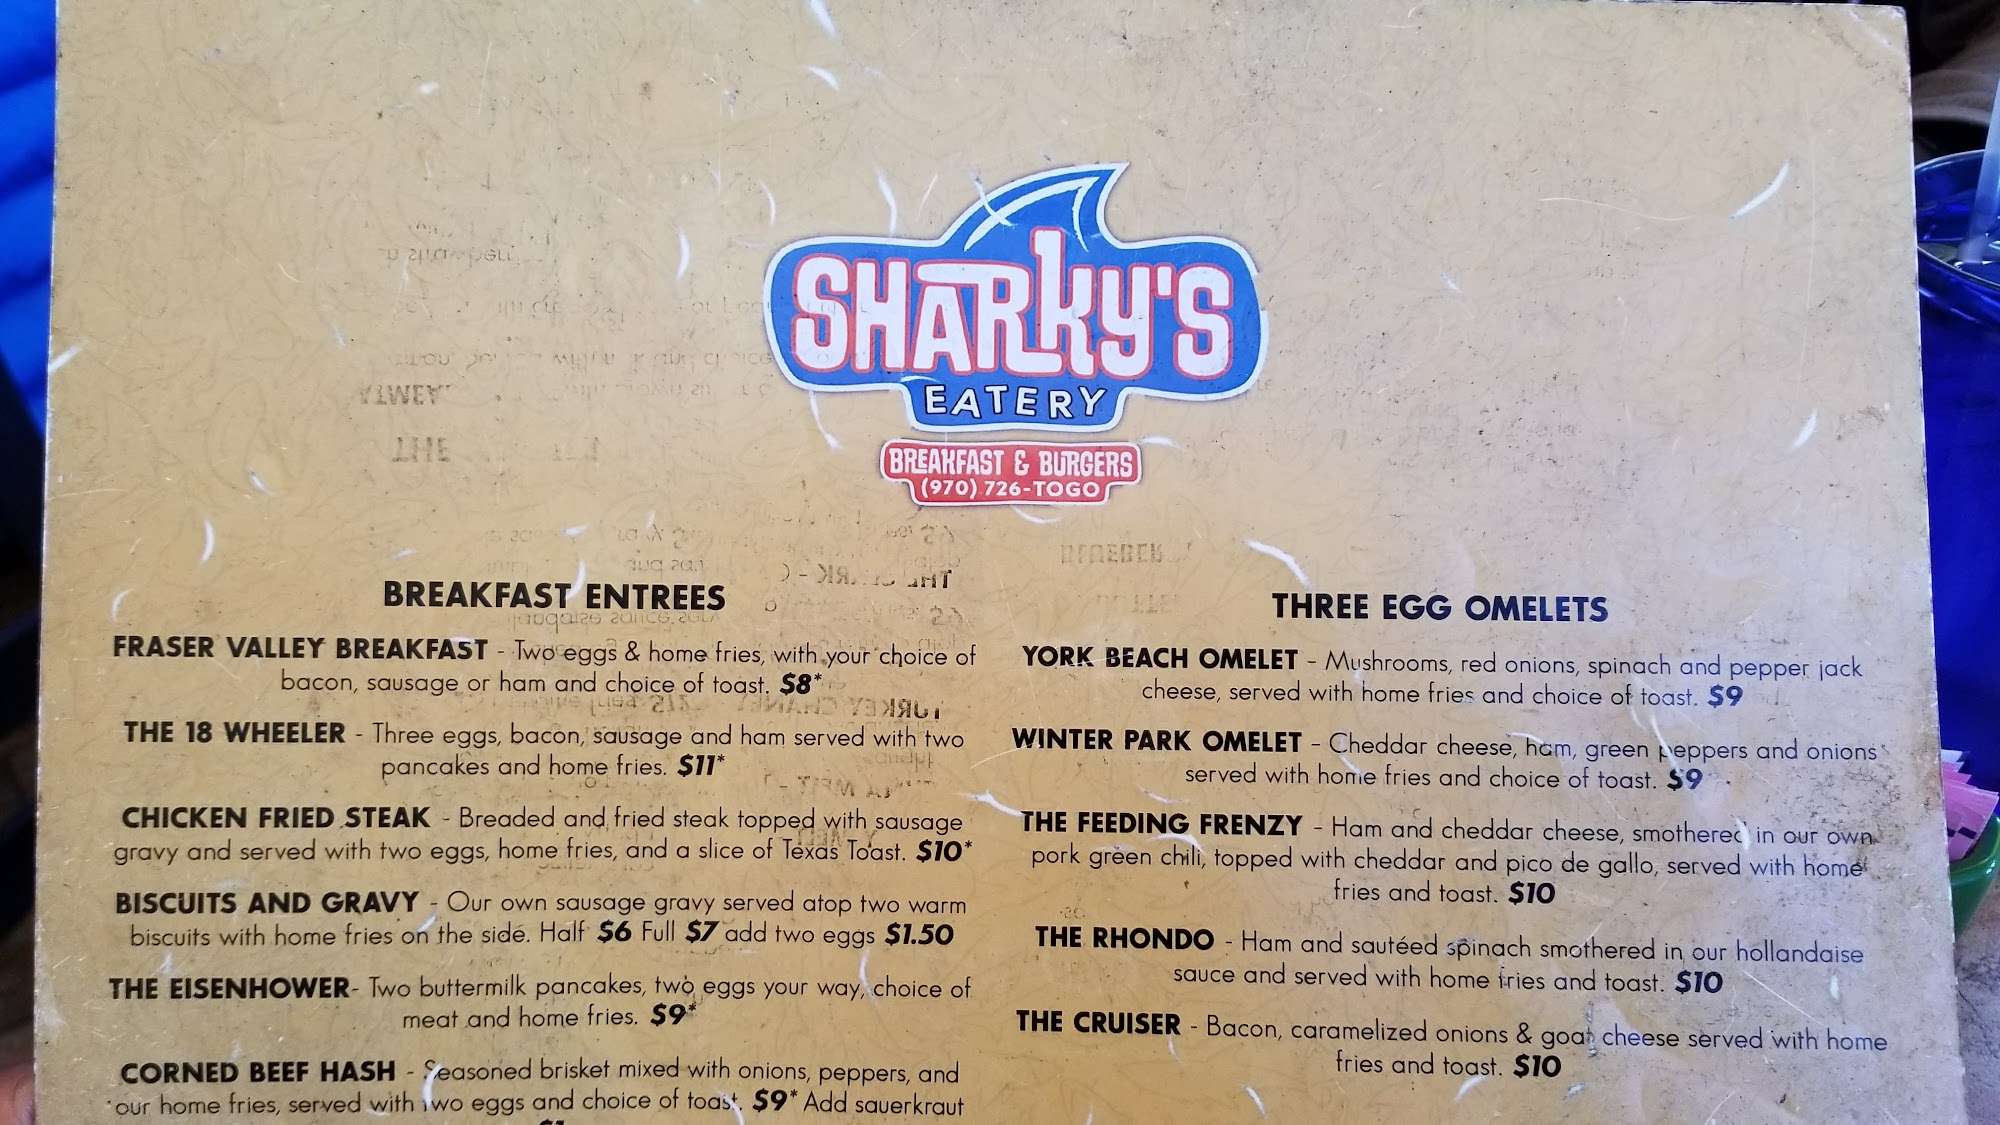 SHARKY'S
EATERY
BREAKFAST & BURGERS
(970) 726-TOGO
BREAKFAST ENTREES
FRASER VALLEY BREAKFAST - Two eggs & home fries, with your choice of
bacon, sausage or ham and choice of toast. $8*
THE 18 WHEELER - Three eggs, bacon, sausage and ham served with two
pancakes and home fries. $11*
CHICKEN FRIED STEAK - Breaded and fried steak topped with sausage
gravy and served with two eggs, home fries, and a slice of Texas Toast. $10*
BISCUITS AND GRAVY - Our own sausage gravy served atop two warm
biscuits with home fries on the side. Half $6 Full $7 add two eggs $1.50
THE EISENHOWER- Two buttermilk pancakes, two eggs your way, choice of
meat and home fries. $9*
CORNED BEEF HASH - Seasoned brisket mixed with onions, peppers, and
our home fries, served with two eggs and choice of toast. $9* Add sauerkraut
THREE EGG OMELETS
YORK BEACH OMELET - Mushrooms, red onions, spinach and pepper jack
cheese, served with home fries and choice of toast. $9
WINTER PARK OMELET - Cheddar cheese, ham, green peppers and onions
served with home fries and choice of toast. $9
THE FEEDING FRENZY - Ham and cheddar cheese, smothered in our own
pork green chili, topped with cheddar and pico de gallo, served with home
fries and toast. $10
THE RHONDO - Ham and sautéed spinach smothered in our hollandaise
sauce and served with home fries and toast. $10
THE CRUISER - Bacon, caramelized onions & goat cheese served with home
fries and toast. $10